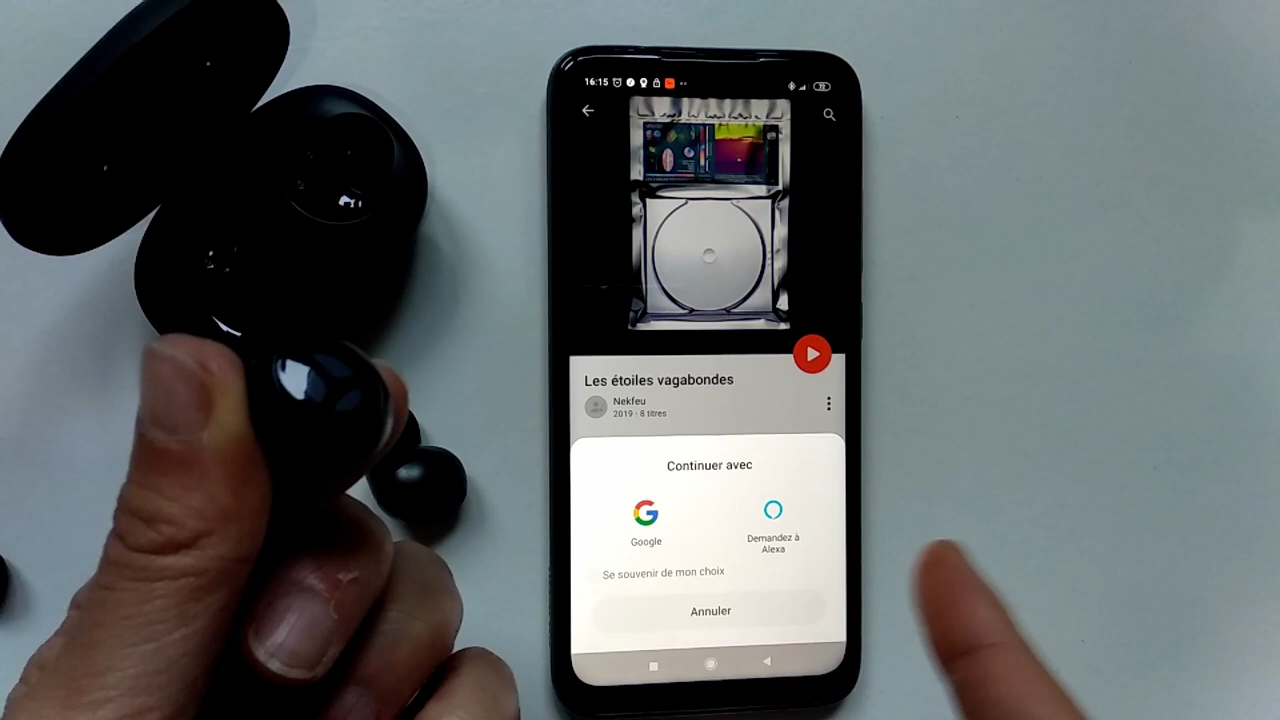 16:15
72
Les étoiles vagabondes
Nekfeu
2019 · 8 titres
Continuer avec
Google
Demandez à
Alexa
Se souvenir de mon choix
Annuler